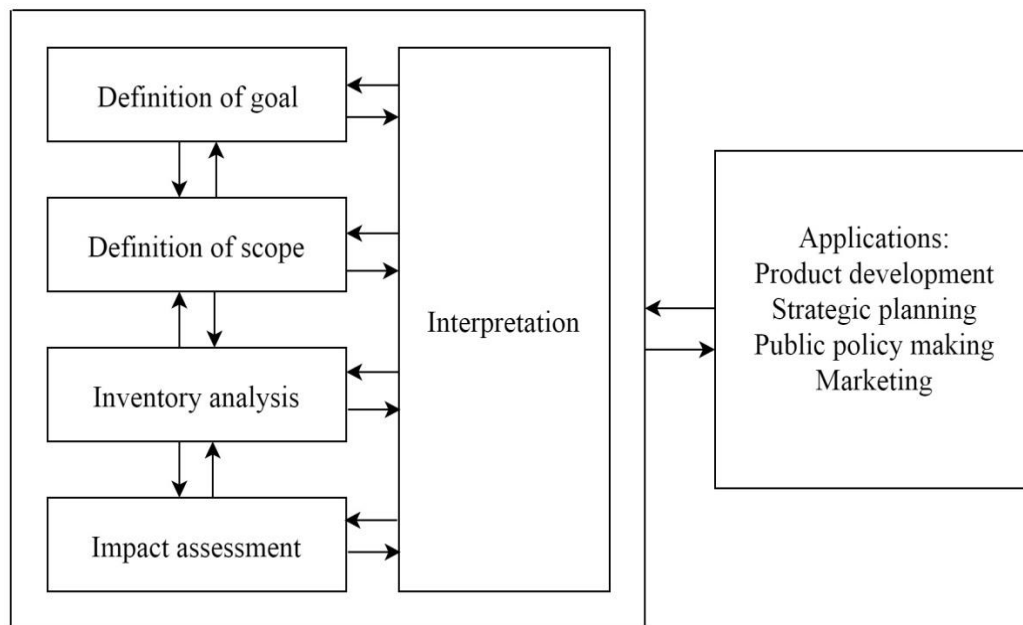 Definition of goal
Definition of scope
Inventory analysis
Impact assessment
Interpretation
Applications:
Product development
Strategic planning
Public policy making
Marketing